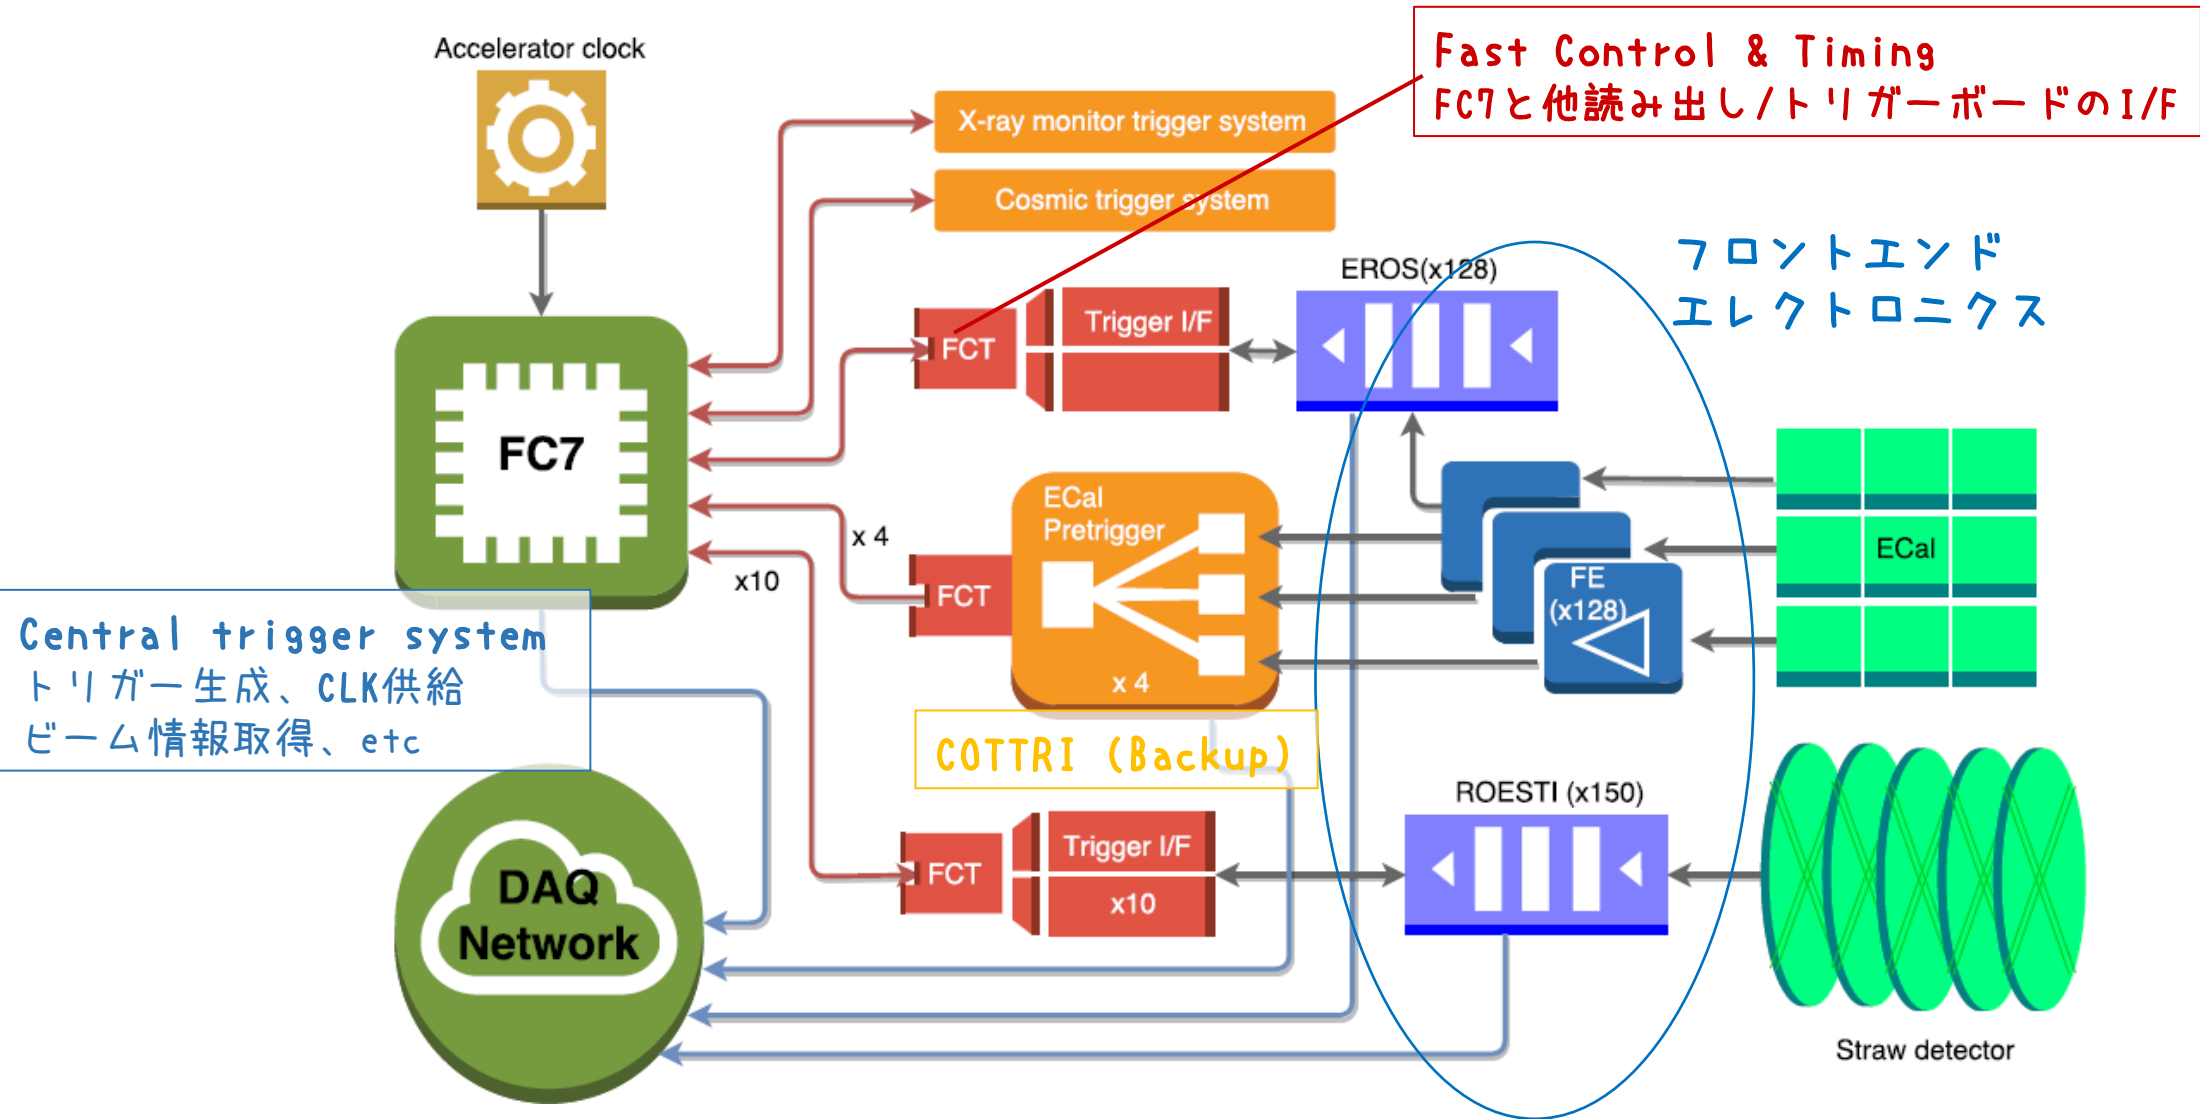 Accelerator clock
Fast Control & Timing
FC7と他読み出し/トリガーボードのI/F
X-ray monitor trigger system
Cosmic trigger system
フロントエンド
エレクトロニクス
EROS(x128)
FCT
Trigger I/F
FC7
ECal
Pretrigger
x 4
x10
FCT
x 4
FE
(x128)
ECal
Central trigger system
トリガー生成、CLK供給
ビーム情報取得、etc
COTTRI (Backup)
ROESTI (x150)
FCT
Trigger I/F
x10
DAQ
Network
Straw detector